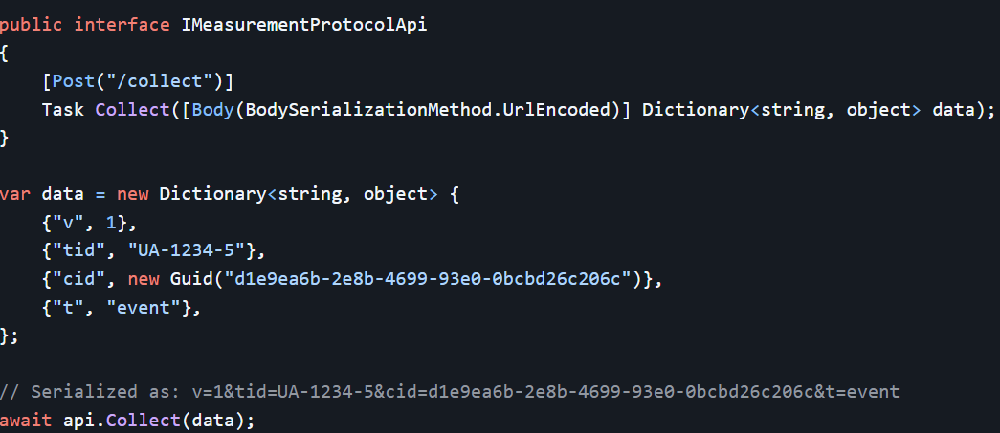 public interface IMeasurementProtocolApi
{
    [Post("/collect")]
    Task Collect([Body(BodySerializationMethod.UrlEncoded)] Dictionary<string, object> data);
}

var data = new Dictionary<string, object> {
    {"v", 1},
    {"tid", "UA-1234-5"},
    {"cid", new Guid("d1e9ea6b-2e8b-4699-93e0-0bcbd26c206c")},
    {"t", "event"},
};

// Serialized as: v=1&tid=UA-1234-5&cid=d1e9ea6b-2e8b-4699-93e0-0bcbd26c206c&t=event
await api.Collect(data);